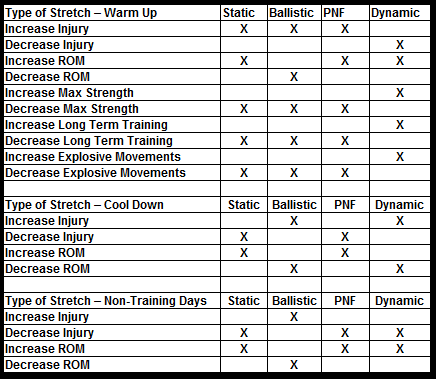 Type of Stretch – Warm Up Static Ballistic PNF Dynamic
Increase Injury X X X
Decrease Injury X
Increase ROM X X X
Decrease ROM X
Increase Max Strength X
Decrease Max Strength X X X
Increase Long Term Training X
Decrease Long Term Training X X X
Increase Explosive Movements X
Decrease Explosive Movements X X X
Type of Stretch – Cool Down Static Ballistic PNF Dynamic
Increase Injury X X
Decrease Injury X X
Increase ROM X X
Decrease ROM X X
Type of Stretch – Non-Training Days Static Ballistic PNF Dynamic
Increase Injury X
Decrease Injury X X X
Increase ROM X X X
Decrease ROM X